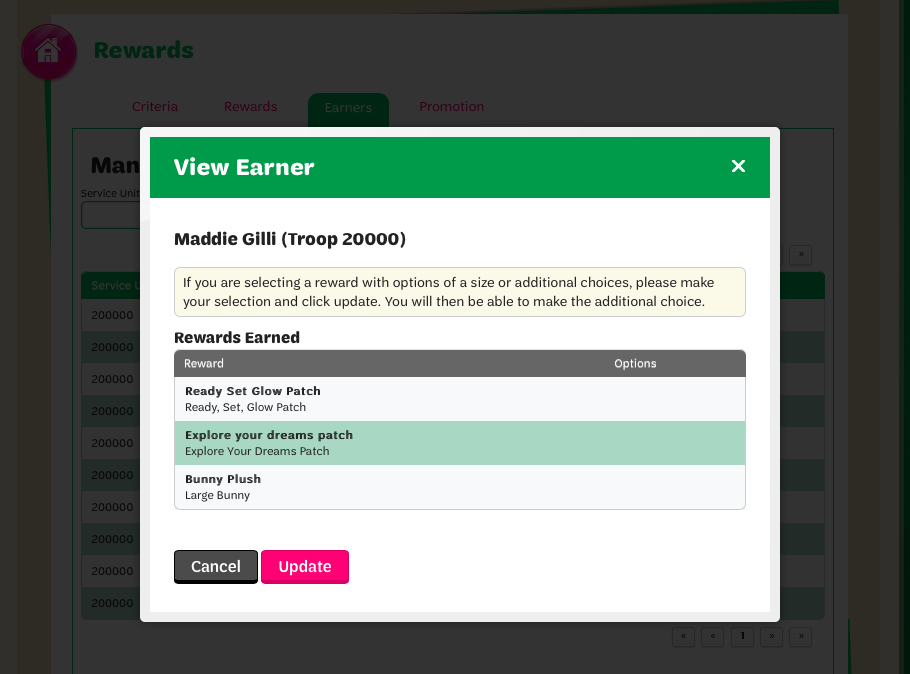 Rewards
Criteria Rewards Earners Promotion
Man
Service Unit
»
Service U
200000
200000
200000
200000
200000
200000
200000
200000
200000
200000
« « 1 » »
View Earner ×
Maddie Gilli (Troop 20000)
If you are selecting a reward with options of a size or additional choices, please make
your selection and click update. You will then be able to make the additional choice.
Rewards Earned
Reward Options
Ready Set Glow Patch
Ready, Set, Glow Patch
Explore your dreams patch
Explore Your Dreams Patch
Bunny Plush
Large Bunny
Cancel Update